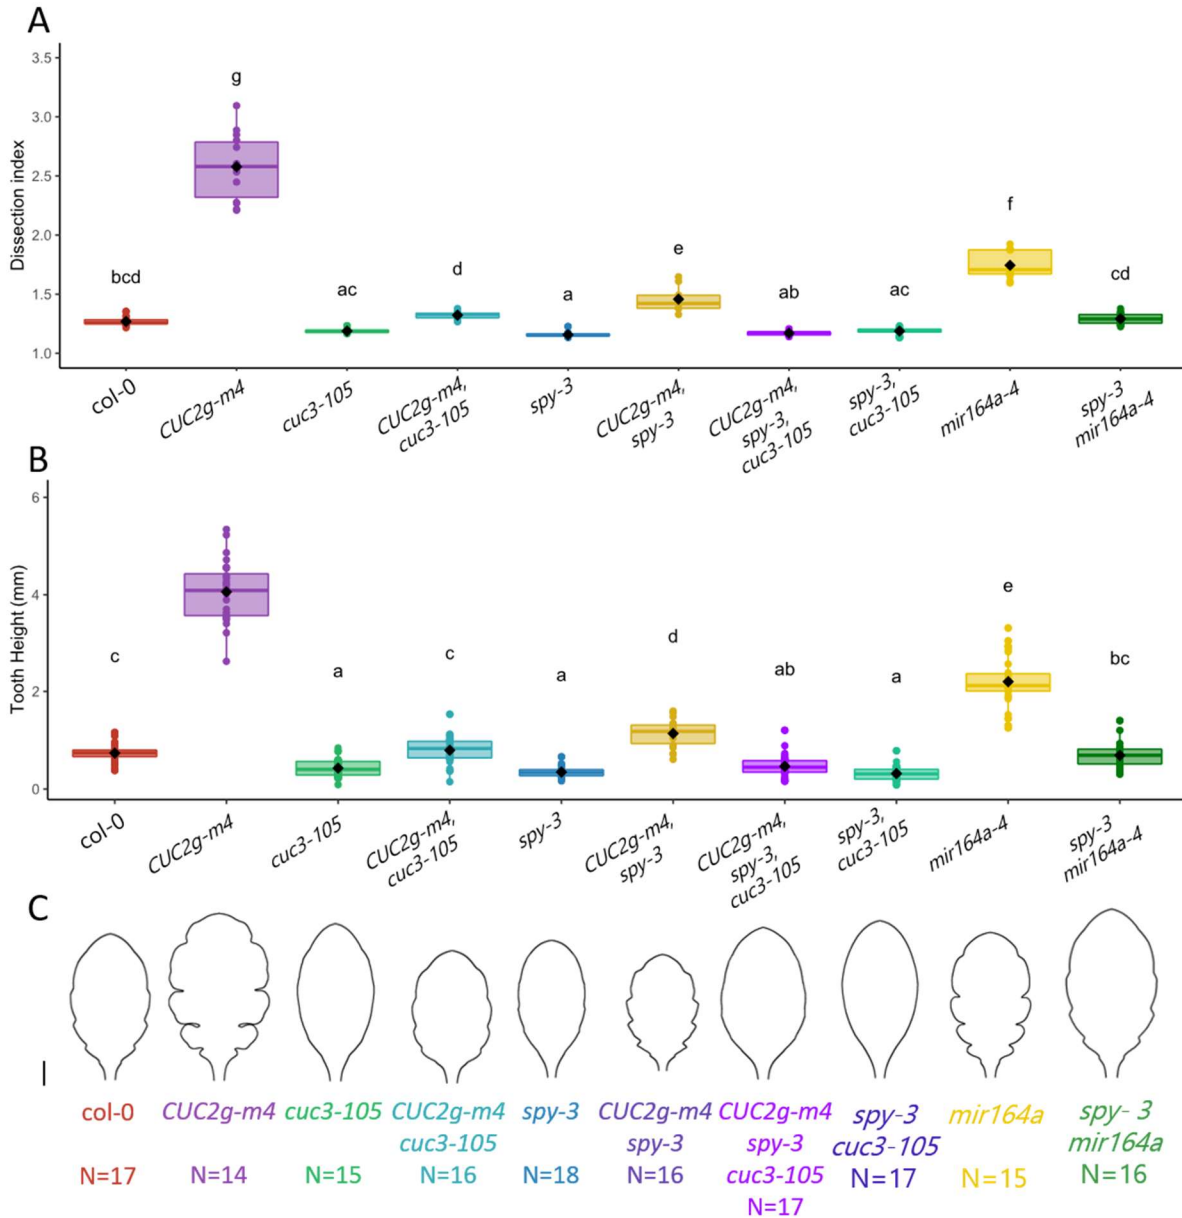 A
3.5
3.0
2.5
2.0
1.5
1.0
Dissection index
bcd
g
ac
d
a
e
ab
ac
f
cd
col-0
CUC2g-m4
cuc3-105
CUC2g-m4,
cuc3-105
spy-3
CUC2g-m4,
spy-3
CUC2g-m4,
spy-3,
cuc3-105
spy-3,
cuc3-105
mir164a-4
spy-3
mir164a-4
B
6
4
2
0
Tooth Height (mm)
c
a
c
a
d
ab
a
e
bc
col-0
CUC2g-m4
cuc3-105
CUC2g-m4,
cuc3-105
spy-3
CUC2g-m4,
spy-3
CUC2g-m4,
spy-3,
cuc3-105
spy-3,
cuc3-105
mir164a-4
spy-3
mir164a-4
C
col-0
N=17
CUC2g-m4
N=14
cuc3-105
N=15
CUC2g-m4
cuc3-105
N=16
spy-3
N=18
CUC2g-m4
spy-3
N=16
CUC2g-m4
spy-3
cuc3-105
N=17
spy-3
cuc3-105
N=17
mir164a
N=15
spy- 3
mir164a
N=16